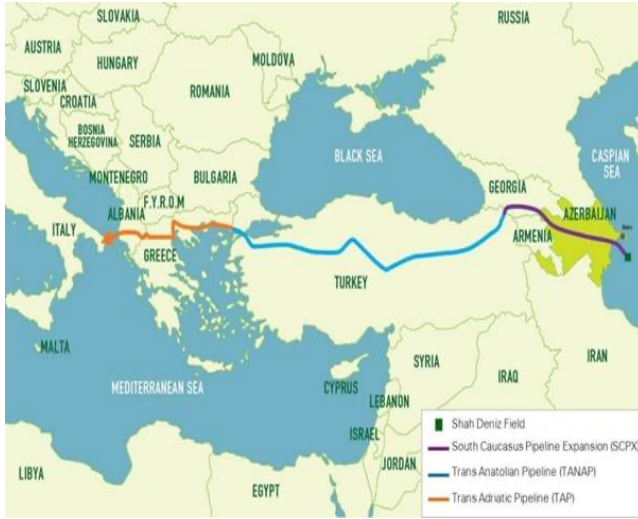 SLOVAKIA
RUSSIA
AUSTRIA
MOLDOVA
HUNGARY
SLOVENIA
ROMANIA
CROATIA
BOSNIA
HERZEGOVINA
SERBIA
BLACK SEA
CASPIAN
SEA
MONTENEGRO
BULGARIA
GEORGIA
F.Y.R.O.M
ALBANIA
AZERBAIJAN
ITALY
ARMENIA
GREECE
TURKEY
MALTA
SYRIA
IRAN
MEDITERRANEAN SEA
CYPRUS
IRAQ
LEBANON
ISRAEL
JORDAN
LIBYA
EGYPT
Shah Deniz Field
South Caucasus Pipeline Expansion (SCPX)
Trans Anatolian Pipeline (TANAP)
Trans Adriatic Pipeline (TAP)